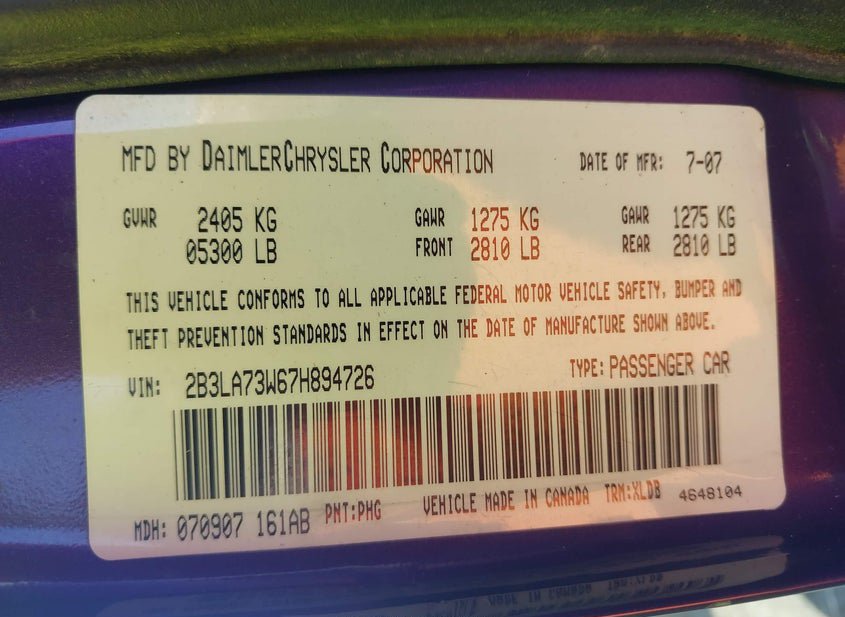 MFD BY DAIMLERCHRYSLER CORPORATION DATE OF MFR: 7-07
GVWR 2405 KG GAWR 1275 KG GAWR 1275 KG
05300 LB FRONT 2810 LB REAR 2810 LB
THIS VEHICLE CONFORMS TO ALL APPLICABLE FEDERAL MOTOR VEHICLE SAFETY, BUMPER AND
THEFT PREVENTION STANDARDS IN EFFECT ON THE DATE OF MANUFACTURE SHOWN ABOVE.
VIN: 2B3LA73W67H894726 TYPE: PASSENGER CAR
MDH: 070907 161AB PNT:PHG VEHICLE MADE IN CANADA TRM:XLDB 4648104